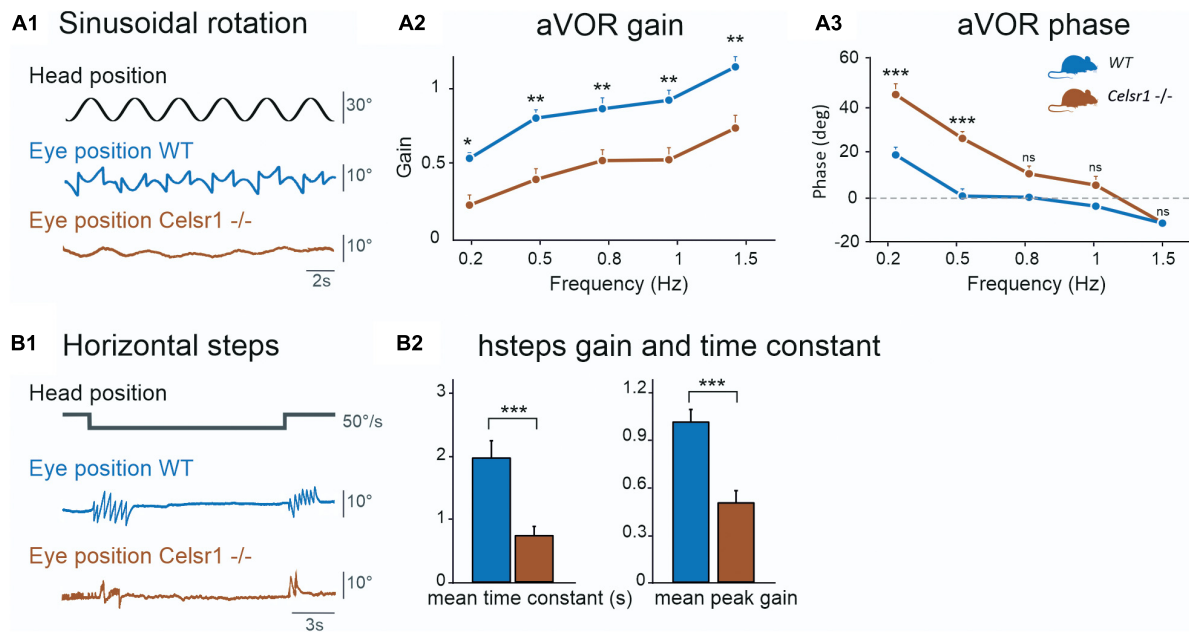 A1 Sinusoidal rotation
Head position
30°
Eye position WT
10°
Eye position Celsr1 -/-
10°
2s
A2 aVOR gain
Gain
1
0.5
0
* ** ** ** **
0.2 0.5 0.8 1 1.5
Frequency (Hz)
A3 aVOR phase
Phase (deg)
60
40
20
0
-20
*** *** ns ns ns
WT
Celsr1 -/-
0.2 0.5 0.8 1 1.5
Frequency (Hz)
B1 Horizontal steps
Head position
50°/s
Eye position WT
10°
Eye position Celsr1 -/-
10°
3s
B2 hsteps gain and time constant
3
2
1
0
***
mean time constant (s)
1.2
0.9
0.6
0.3
0
***
mean peak gain